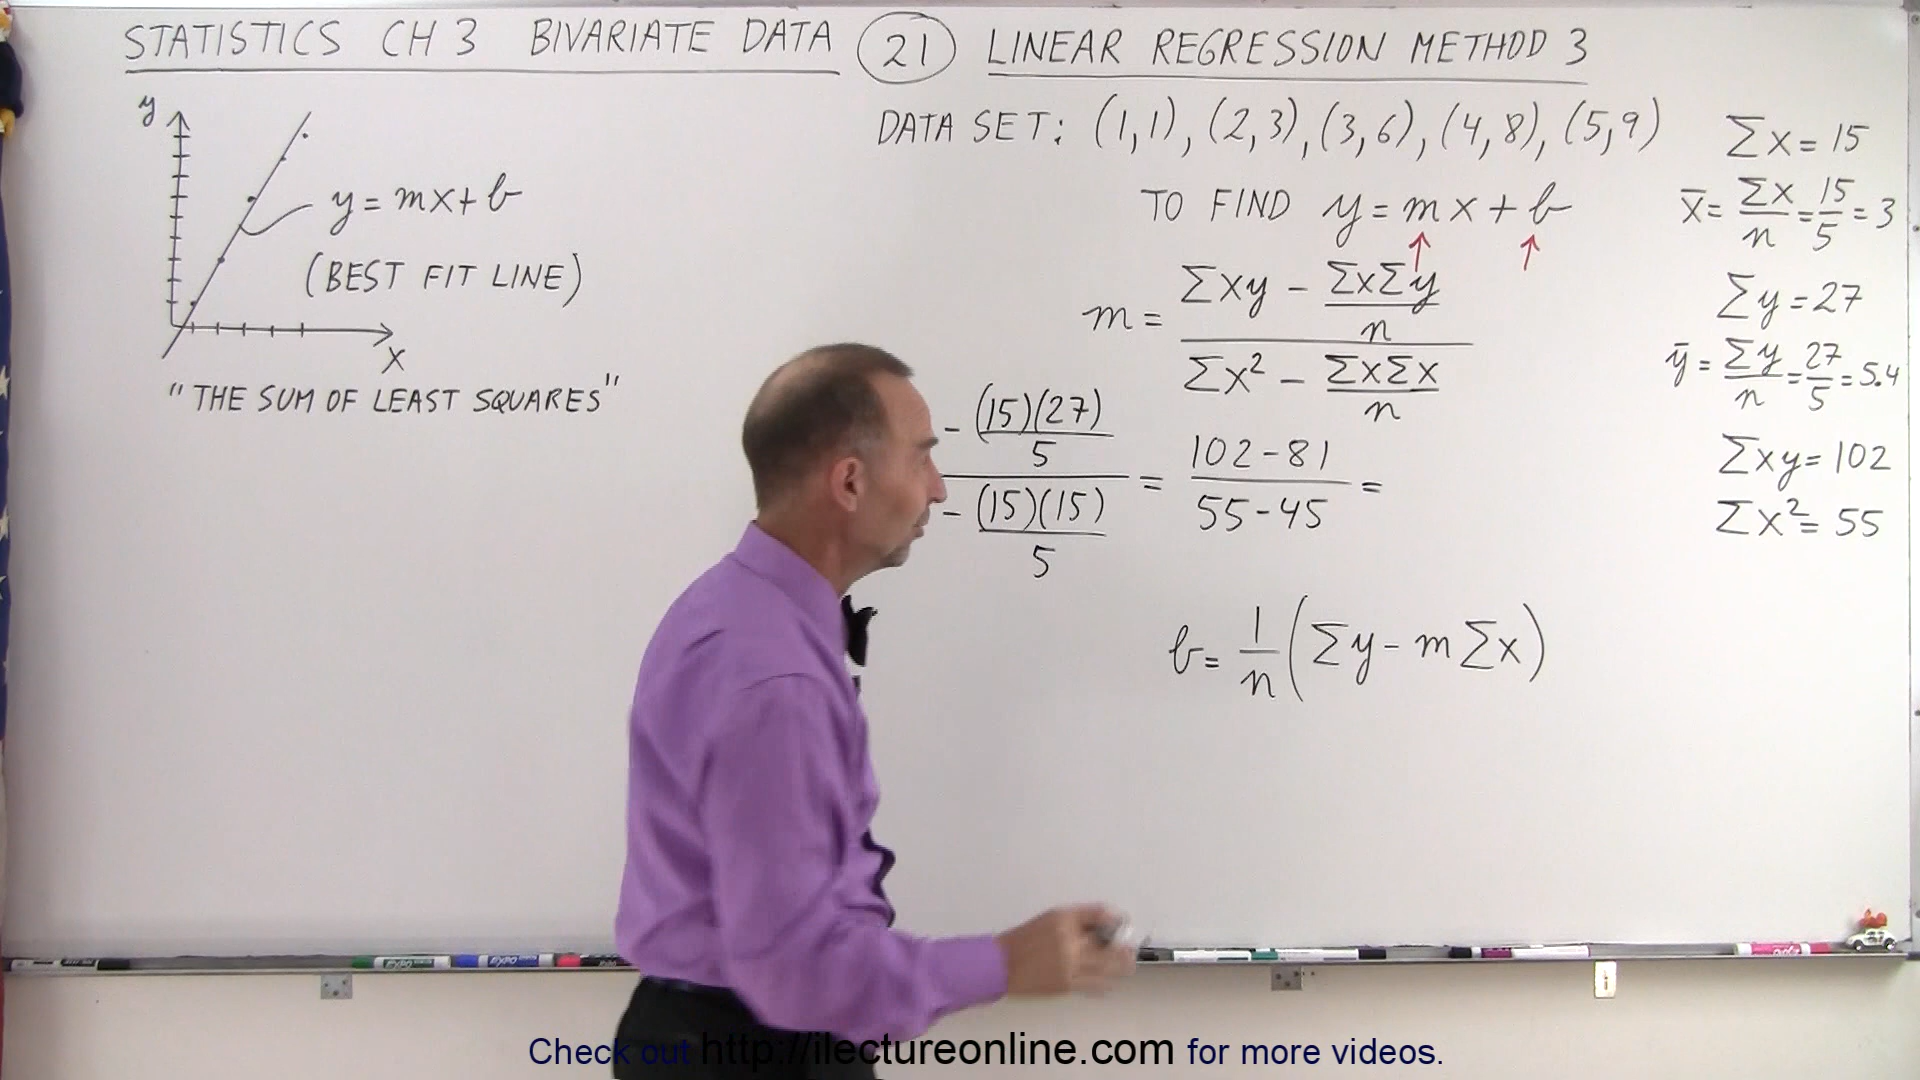 STATISTICS CH 3 BIVARIATE DATA 21 LINEAR REGRESSION METHOD 3
DATA SET: (1,1), (2,3), (3,6), (4,8), (5,9)
y
y = mx + b
(BEST FIT LINE)
x
"THE SUM OF LEAST SQUARES"
TO FIND y = mx + b
↑ ↑
m = (Σxy - ΣxΣy/n) / (Σx² - ΣxΣx/n)
- (15)(27)/5
- (15)(15)/5
= (102 - 81)/(55 - 45) =
b = 1/n (Σy - mΣx)
Σx = 15
x̄ = Σx/n = 15/5 = 3
Σy = 27
ȳ = Σy/n = 27/5 = 5.4
Σxy = 102
Σx² = 55
Check out http://ilectureonline.com for more videos.